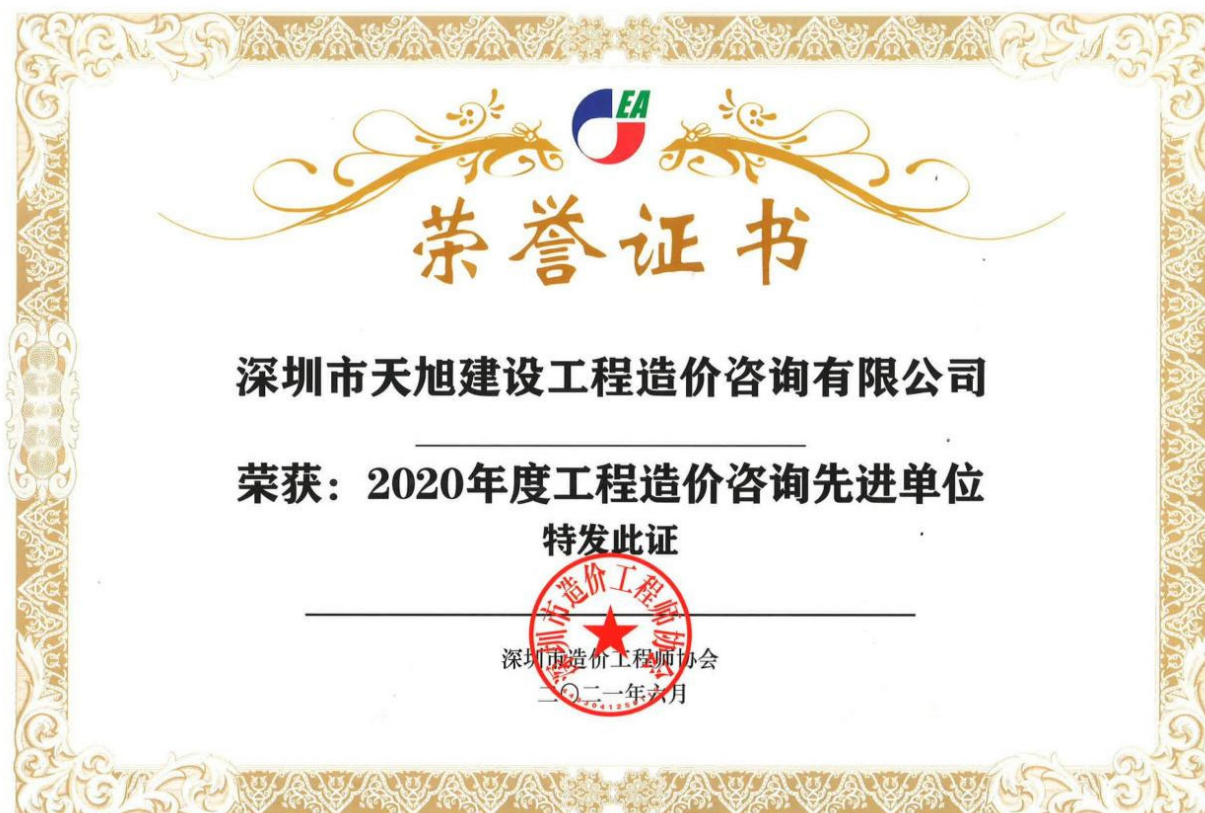 EA
荣誉证书
深圳市天旭建设工程造价咨询有限公司
荣获：2020年度工程造价咨询先进单位
特发此证
深圳市造价工程师协会
深圳市造价工程师协会
二〇二一年六月